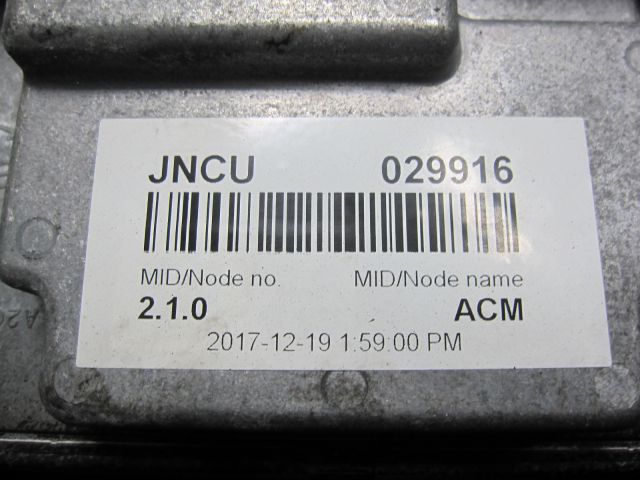 JNCU 029916
MID/Node no. MID/Node name
2.1.0 ACM
2017-12-19 1:59:00 PM